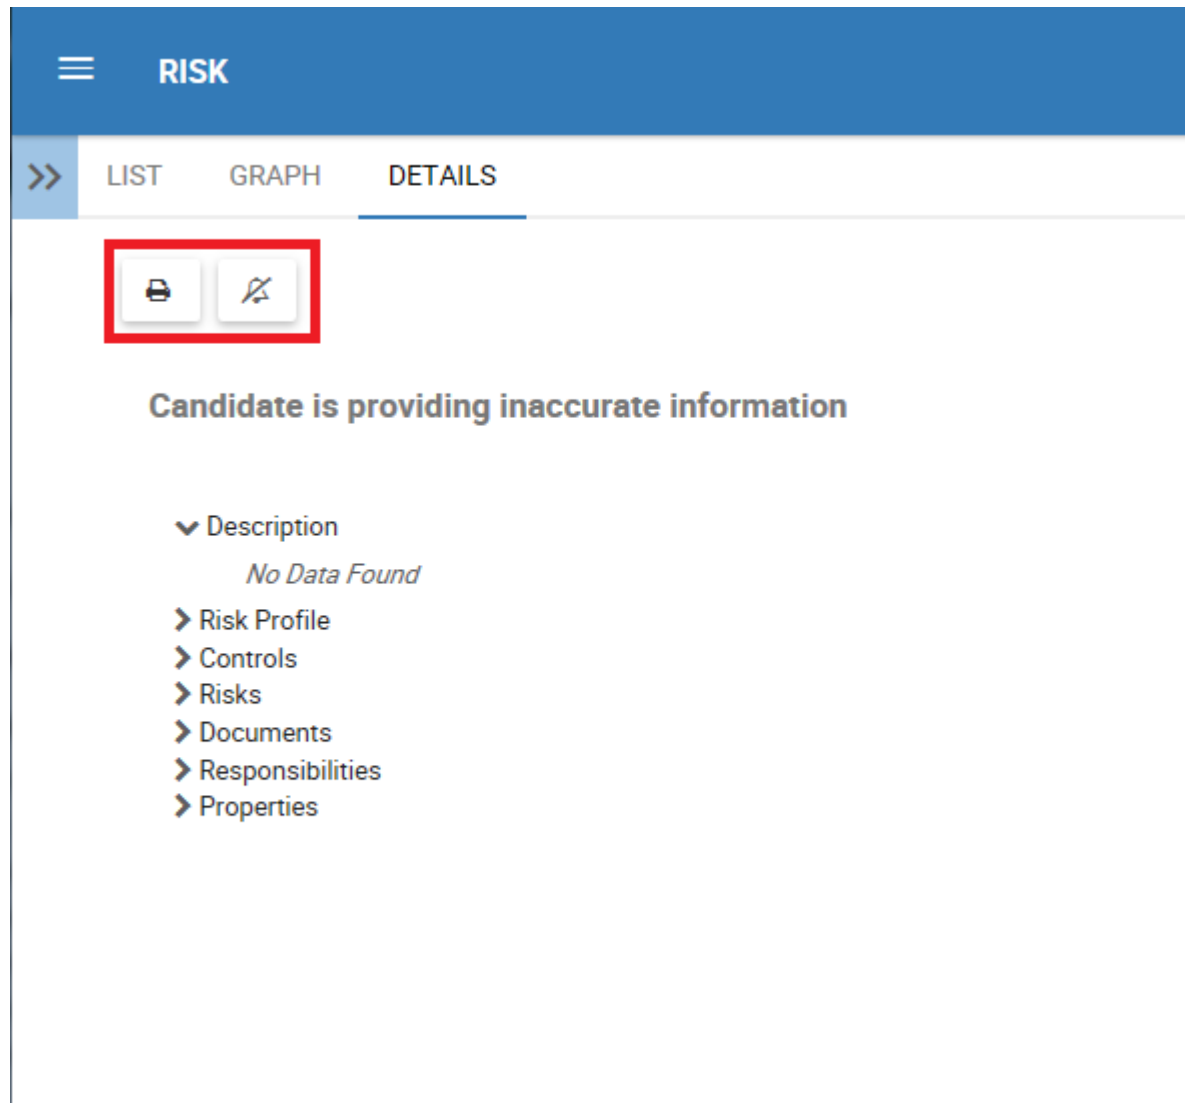 RISK
LIST GRAPH DETAILS
Candidate is providing inaccurate information
Description
No Data Found
Risk Profile
Controls
Risks
Documents
Responsibilities
Properties